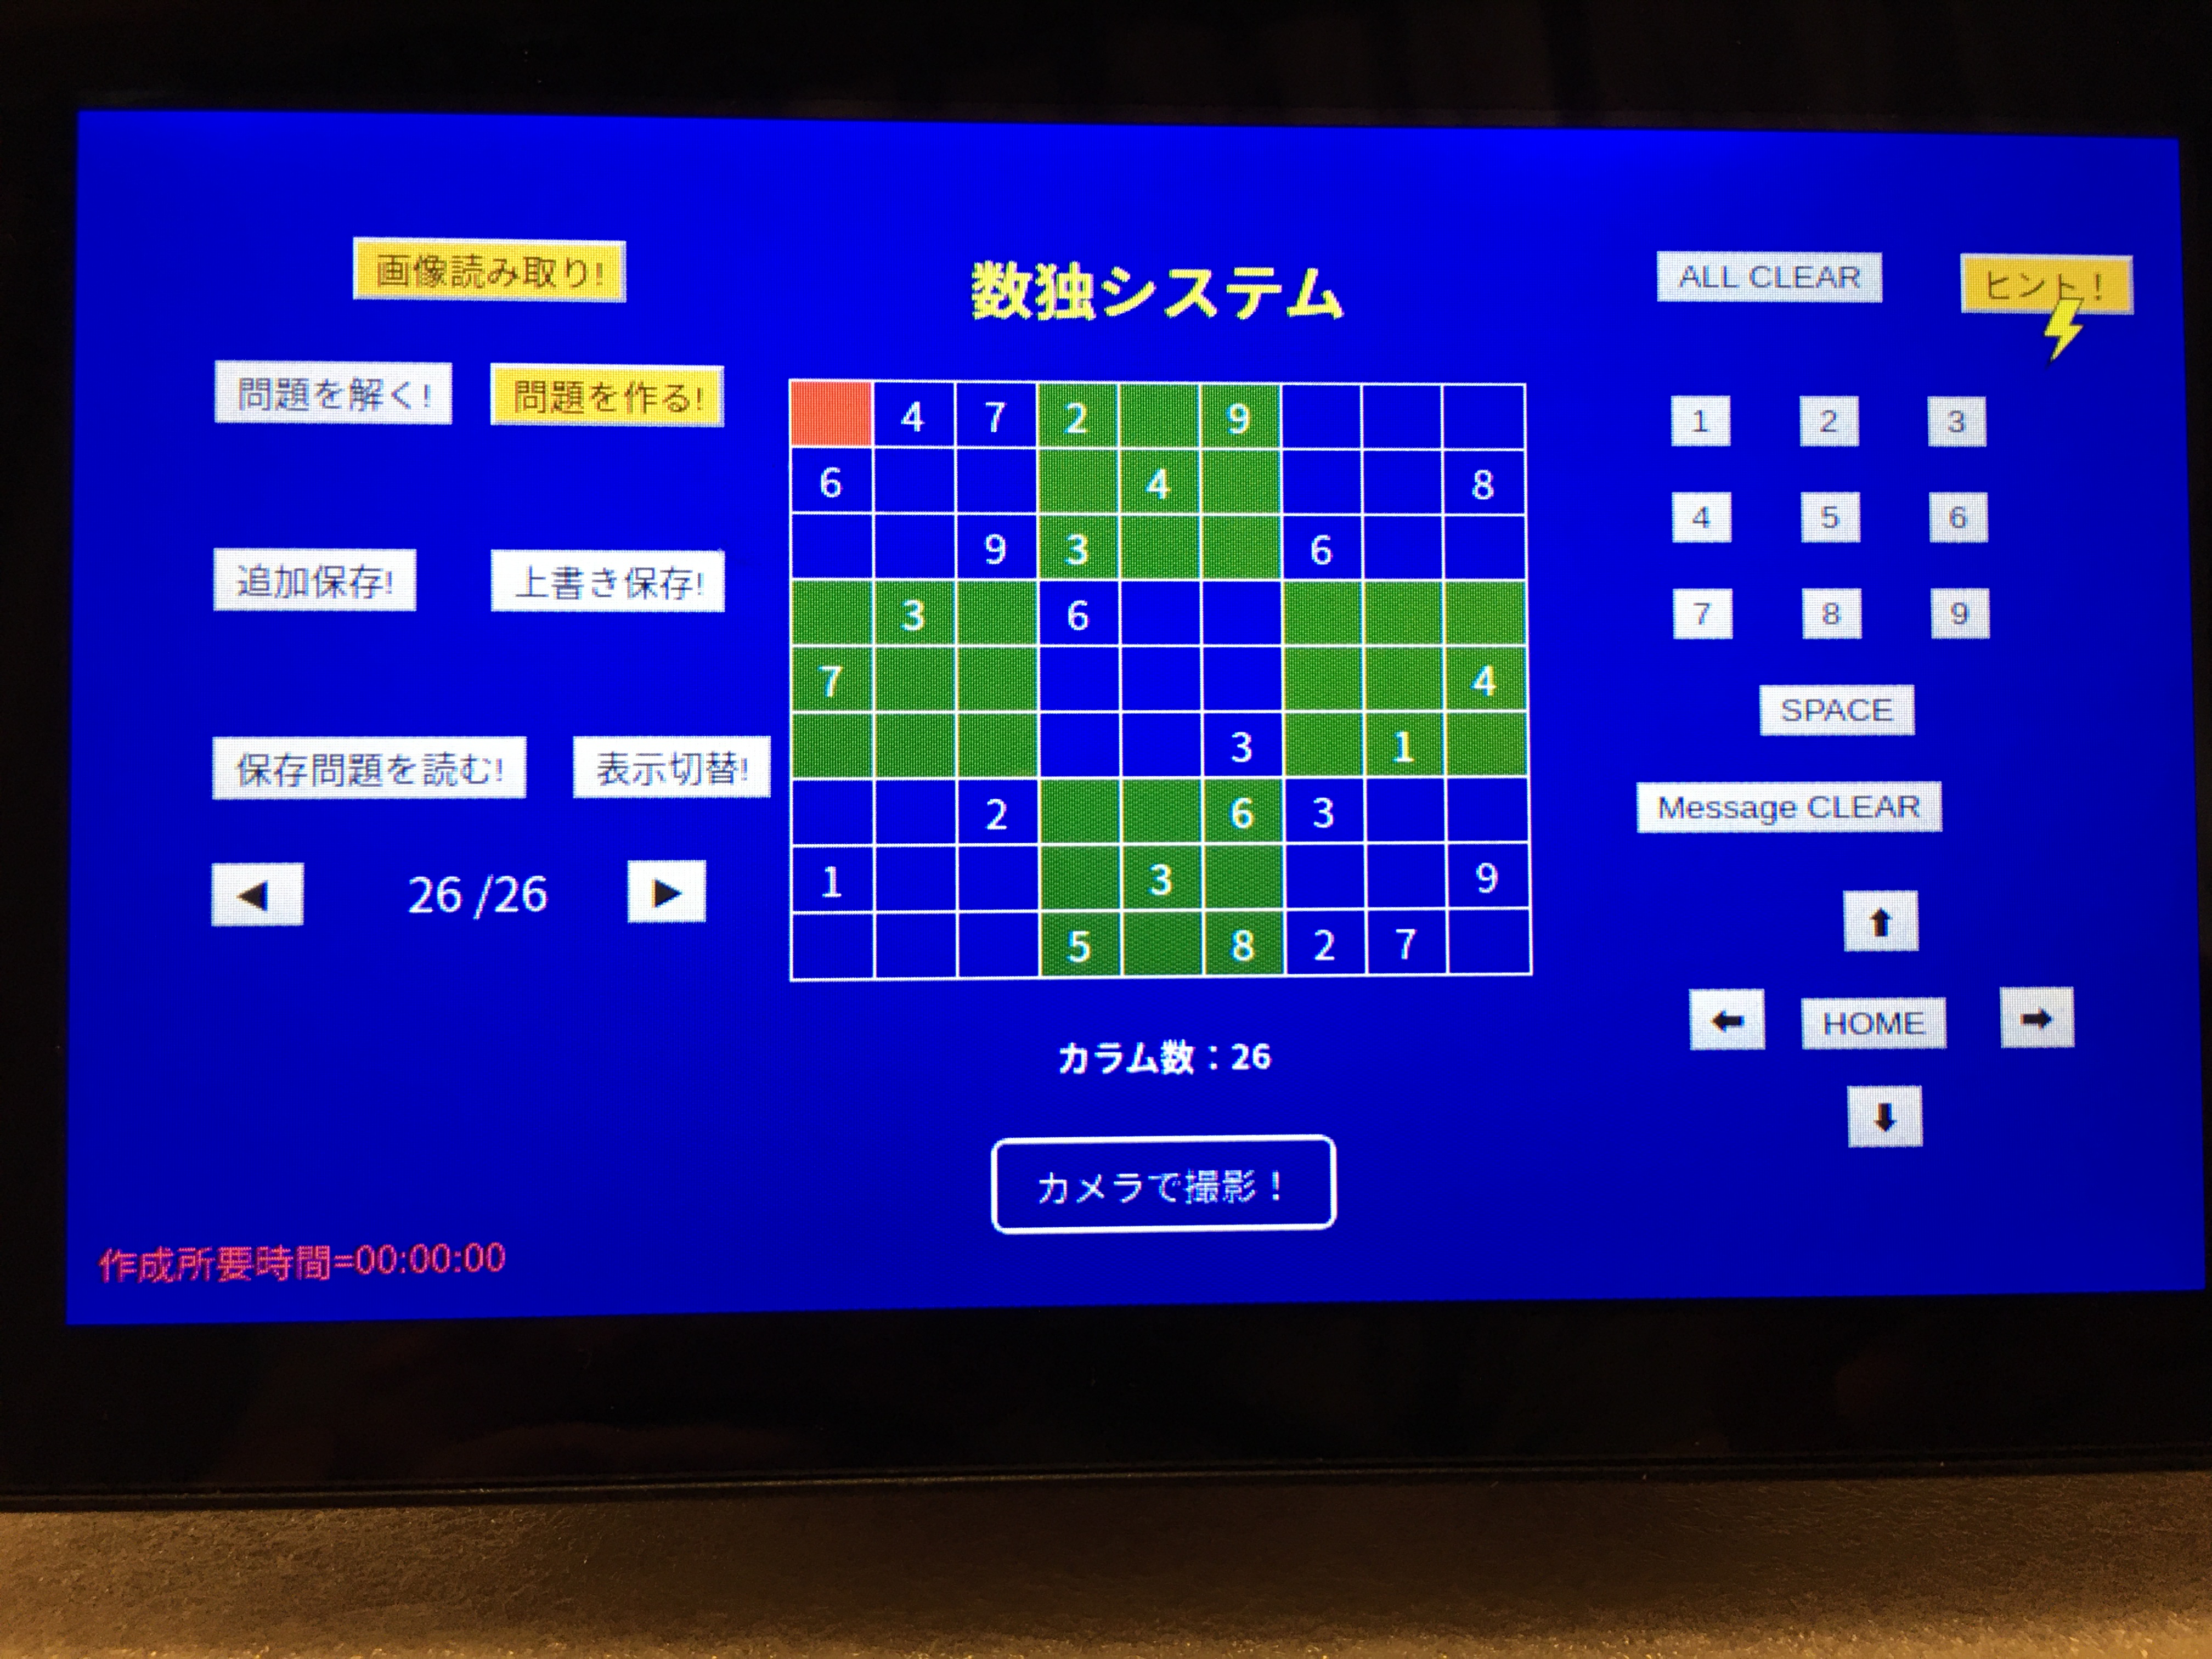 画像読み取り!
数独システム
ALL CLEAR
ヒント！
問題を解く!
問題を作る!
4 7 2 9
6 4 8
9 3 6
3 6
7 4
3 1
2 6 3
1 3 9
5 8 2 7
1 2 3
4 5 6
7 8 9
追加保存!
上書き保存!
SPACE
保存問題を読む!
表示切替!
Message CLEAR
◀ 26 /26 ▶
⬆
⬅ HOME ➡
⬇
カラム数：26
カメラで撮影！
作成所要時間=00:00:00